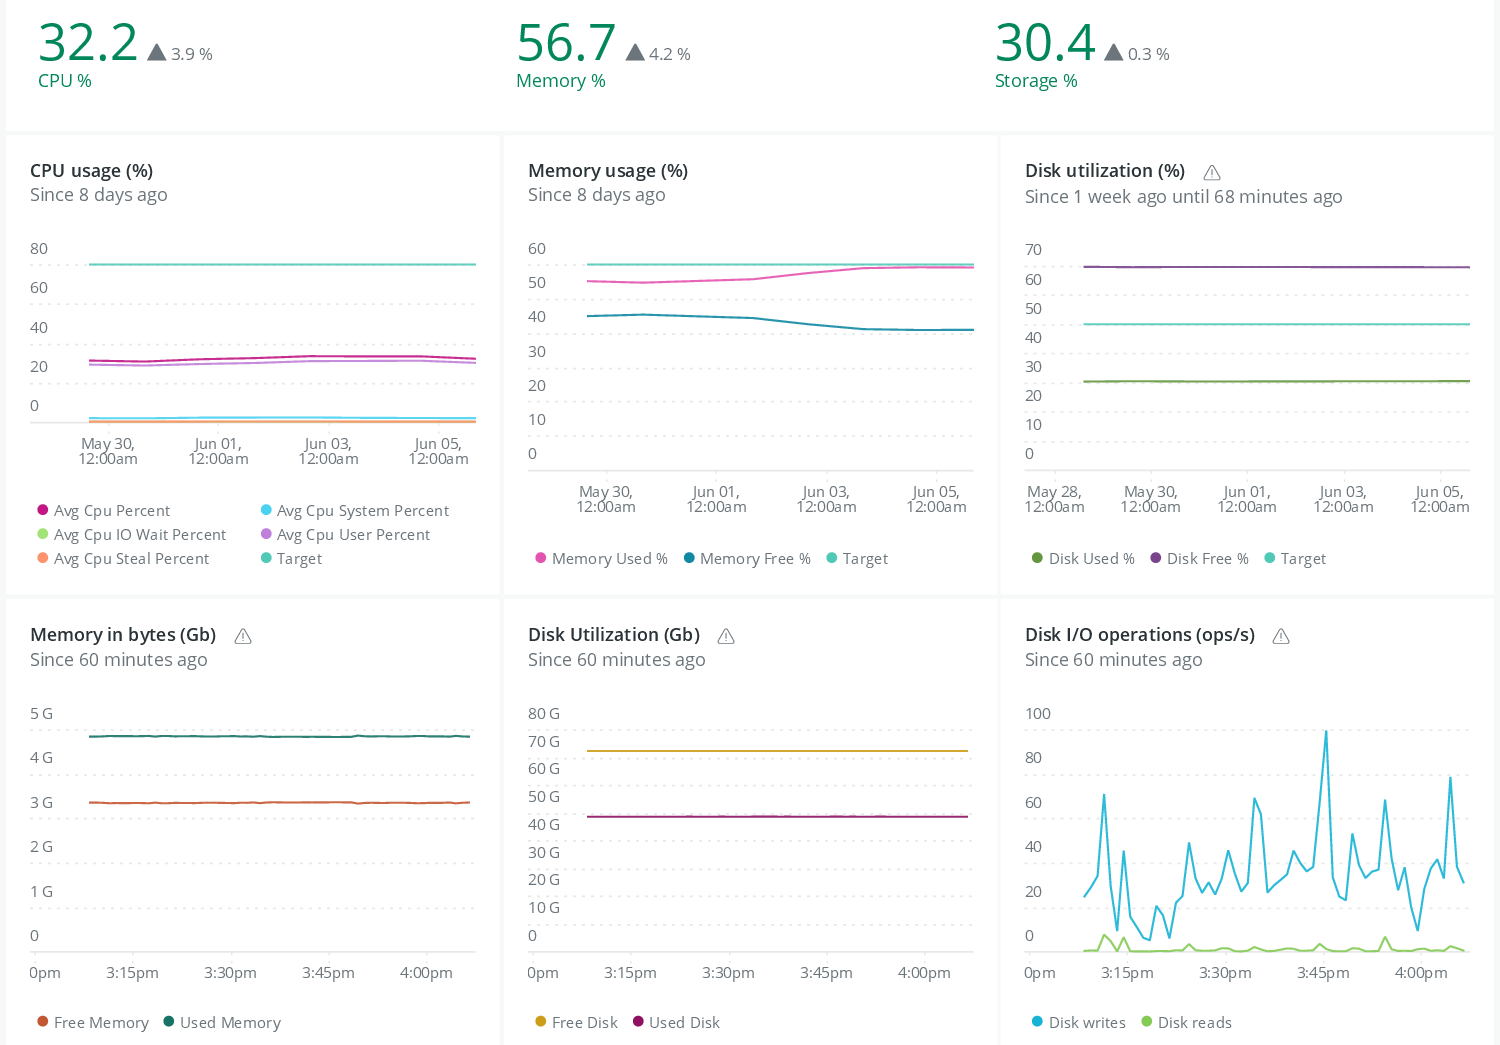 32.2 ▲ 3.9 %
CPU %
56.7 ▲ 4.2 %
Memory %
30.4 ▲ 0.3 %
Storage %
CPU usage (%)
Since 8 days ago
80
60
40
20
0
May 30, 12:00am
Jun 01, 12:00am
Jun 03, 12:00am
Jun 05, 12:00am
Avg Cpu Percent
Avg Cpu System Percent
Avg Cpu IO Wait Percent
Avg Cpu User Percent
Avg Cpu Steal Percent
Target
Memory usage (%)
Since 8 days ago
60
50
40
30
20
10
0
May 30, 12:00am
Jun 01, 12:00am
Jun 03, 12:00am
Jun 05, 12:00am
Memory Used %
Memory Free %
Target
Disk utilization (%)
Since 1 week ago until 68 minutes ago
70
60
50
40
30
20
10
0
May 28, 12:00am
May 30, 12:00am
Jun 01, 12:00am
Jun 03, 12:00am
Jun 05, 12:00am
Disk Used %
Disk Free %
Target
Memory in bytes (Gb)
Since 60 minutes ago
5 G
4 G
3 G
2 G
1 G
0
0pm
3:15pm
3:30pm
3:45pm
4:00pm
Free Memory
Used Memory
Disk Utilization (Gb)
Since 60 minutes ago
80 G
70 G
60 G
50 G
40 G
30 G
20 G
10 G
0
0pm
3:15pm
3:30pm
3:45pm
4:00pm
Free Disk
Used Disk
Disk I/O operations (ops/s)
Since 60 minutes ago
100
80
60
40
20
0
0pm
3:15pm
3:30pm
3:45pm
4:00pm
Disk writes
Disk reads